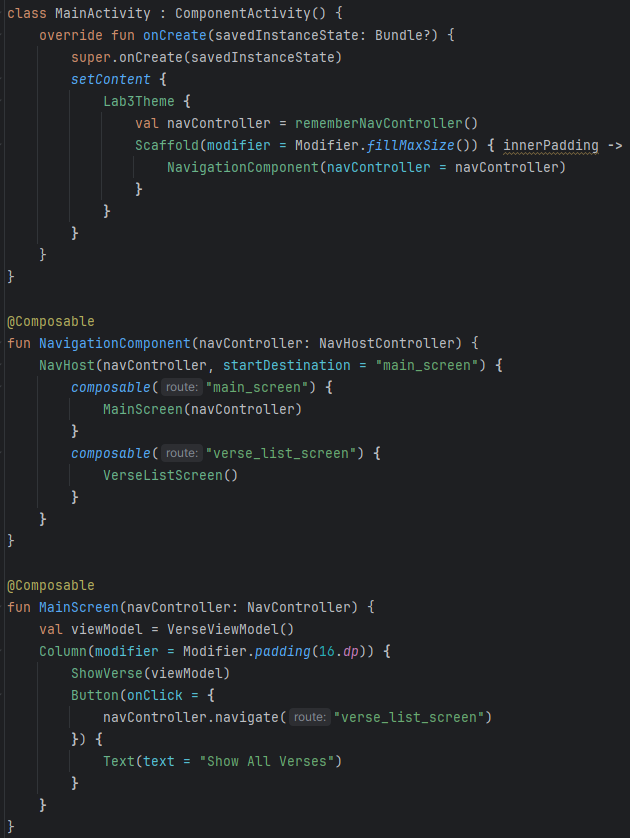 class MainActivity : ComponentActivity() {
    override fun onCreate(savedInstanceState: Bundle?) {
        super.onCreate(savedInstanceState)
        setContent {
            Lab3Theme {
                val navController = rememberNavController()
                Scaffold(modifier = Modifier.fillMaxSize()) { innerPadding ->
                    NavigationComponent(navController = navController)
                }
            }
        }
    }
}

@Composable
fun NavigationComponent(navController: NavHostController) {
    NavHost(navController, startDestination = "main_screen") {
        composable( route: "main_screen") {
            MainScreen(navController)
        }
        composable( route: "verse_list_screen") {
            VerseListScreen()
        }
    }
}

@Composable
fun MainScreen(navController: NavController) {
    val viewModel = VerseViewModel()
    Column(modifier = Modifier.padding(16.dp)) {
        ShowVerse(viewModel)
        Button(onClick = {
            navController.navigate( route: "verse_list_screen")
        }) {
            Text(text = "Show All Verses")
        }
    }
}